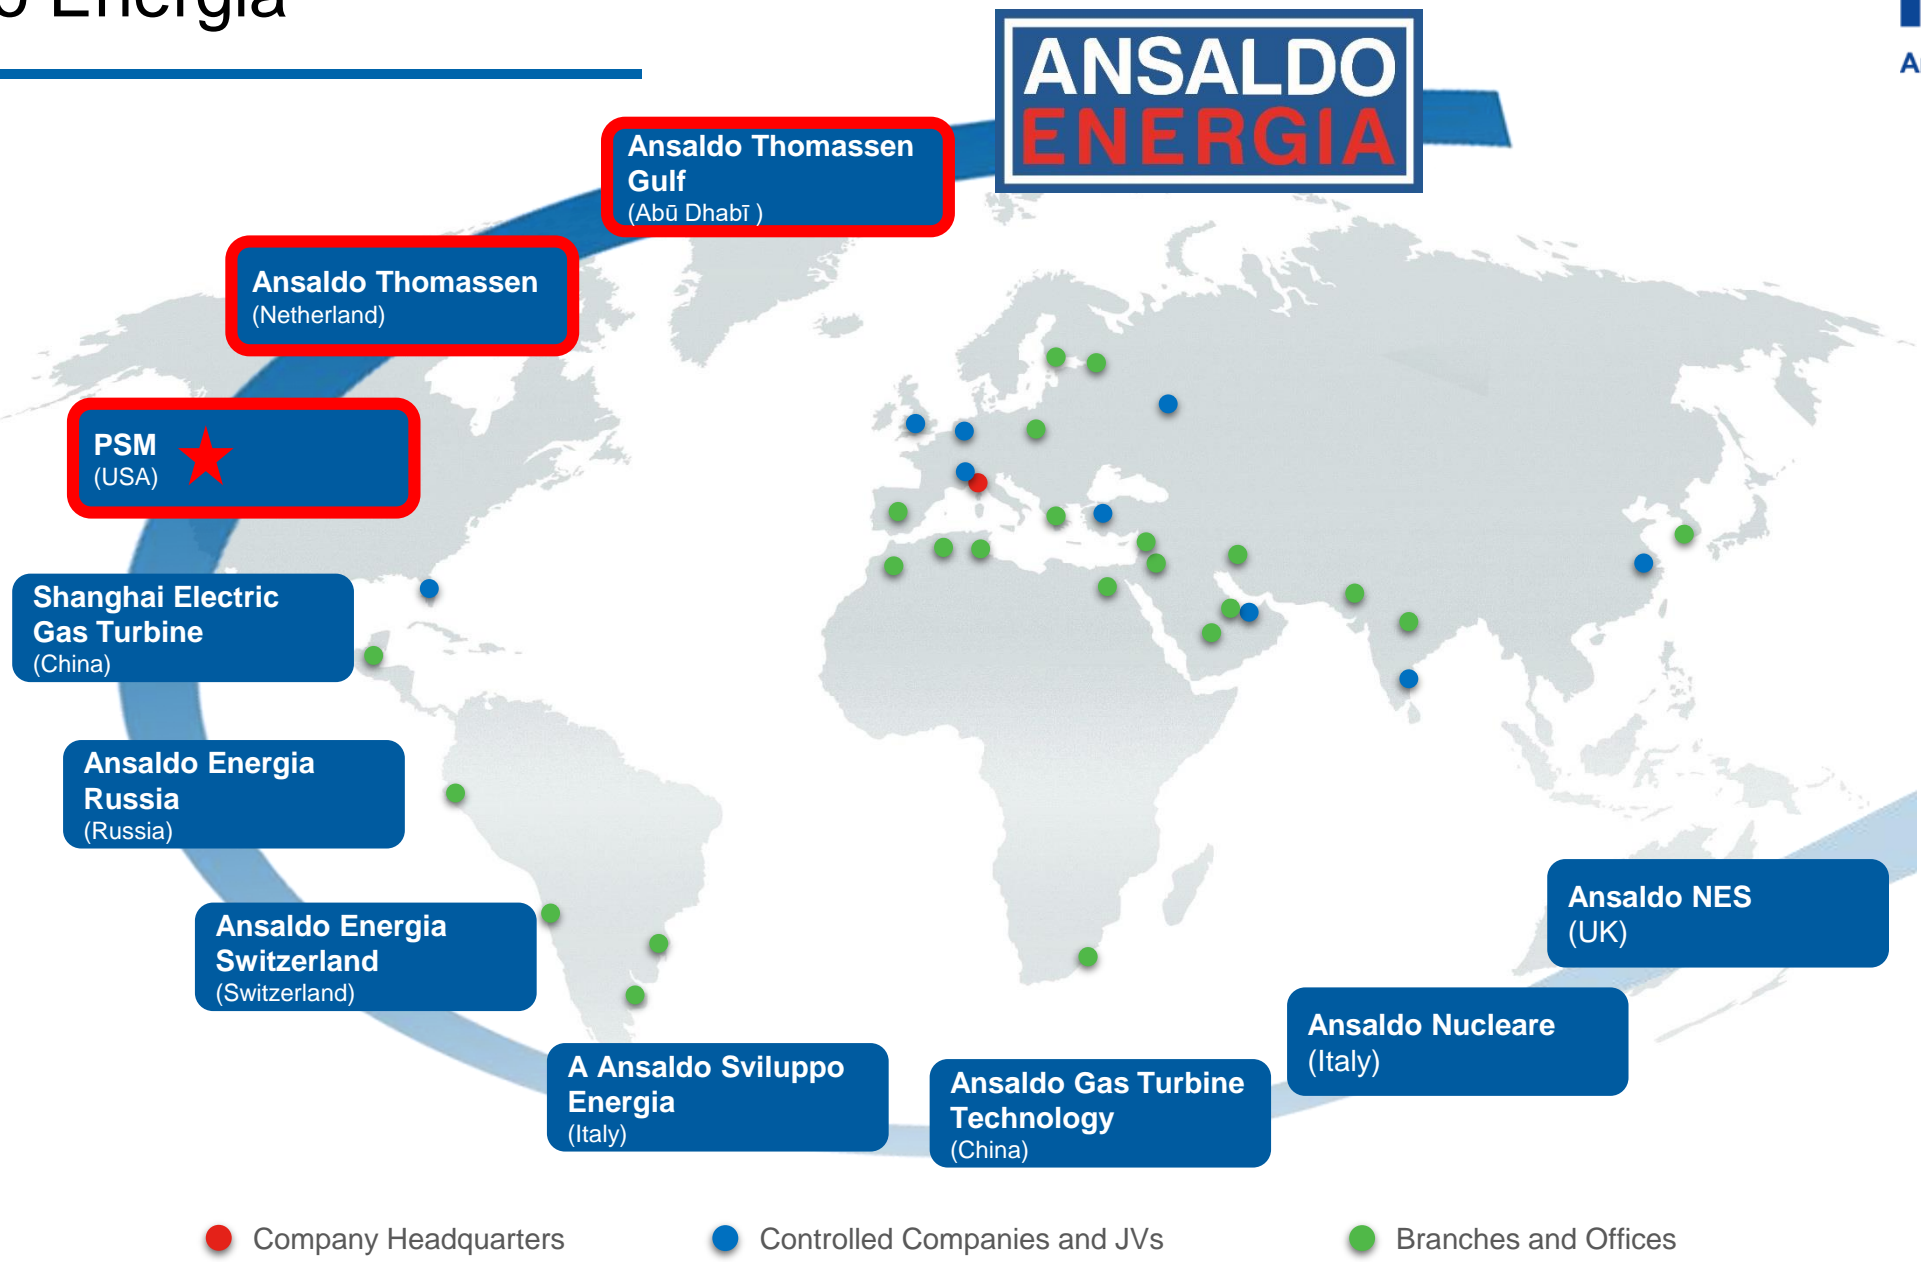 Energia
ANSALDO
ENERGIA
Ansaldo Thomassen
Gulf
(Abū Dhabī )
Ansaldo Thomassen
(Netherland)
PSM
(USA)
Shanghai Electric
Gas Turbine
(China)
Ansaldo Energia
Russia
(Russia)
Ansaldo Energia
Switzerland
(Switzerland)
A Ansaldo Sviluppo
Energia
(Italy)
Ansaldo Gas Turbine
Technology
(China)
Ansaldo Nucleare
(Italy)
Ansaldo NES
(UK)
Company Headquarters
Controlled Companies and JVs
Branches and Offices